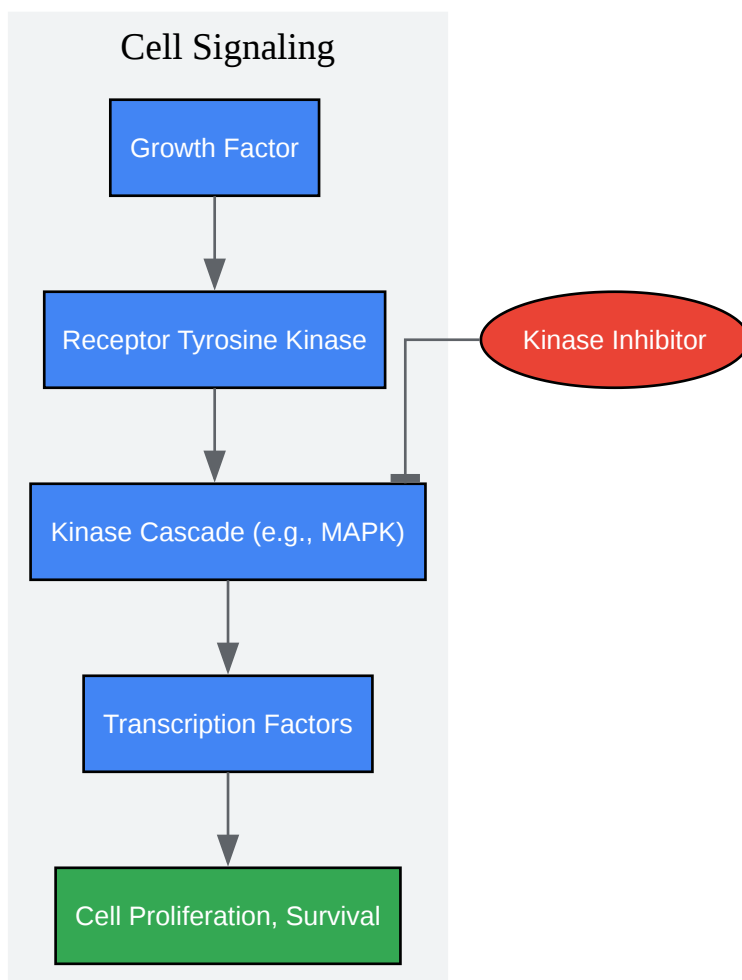 Cell Signaling
Growth Factor
Receptor Tyrosine Kinase
Kinase Inhibitor
Kinase Cascade (e.g., MAPK)
Transcription Factors
Cell Proliferation, Survival